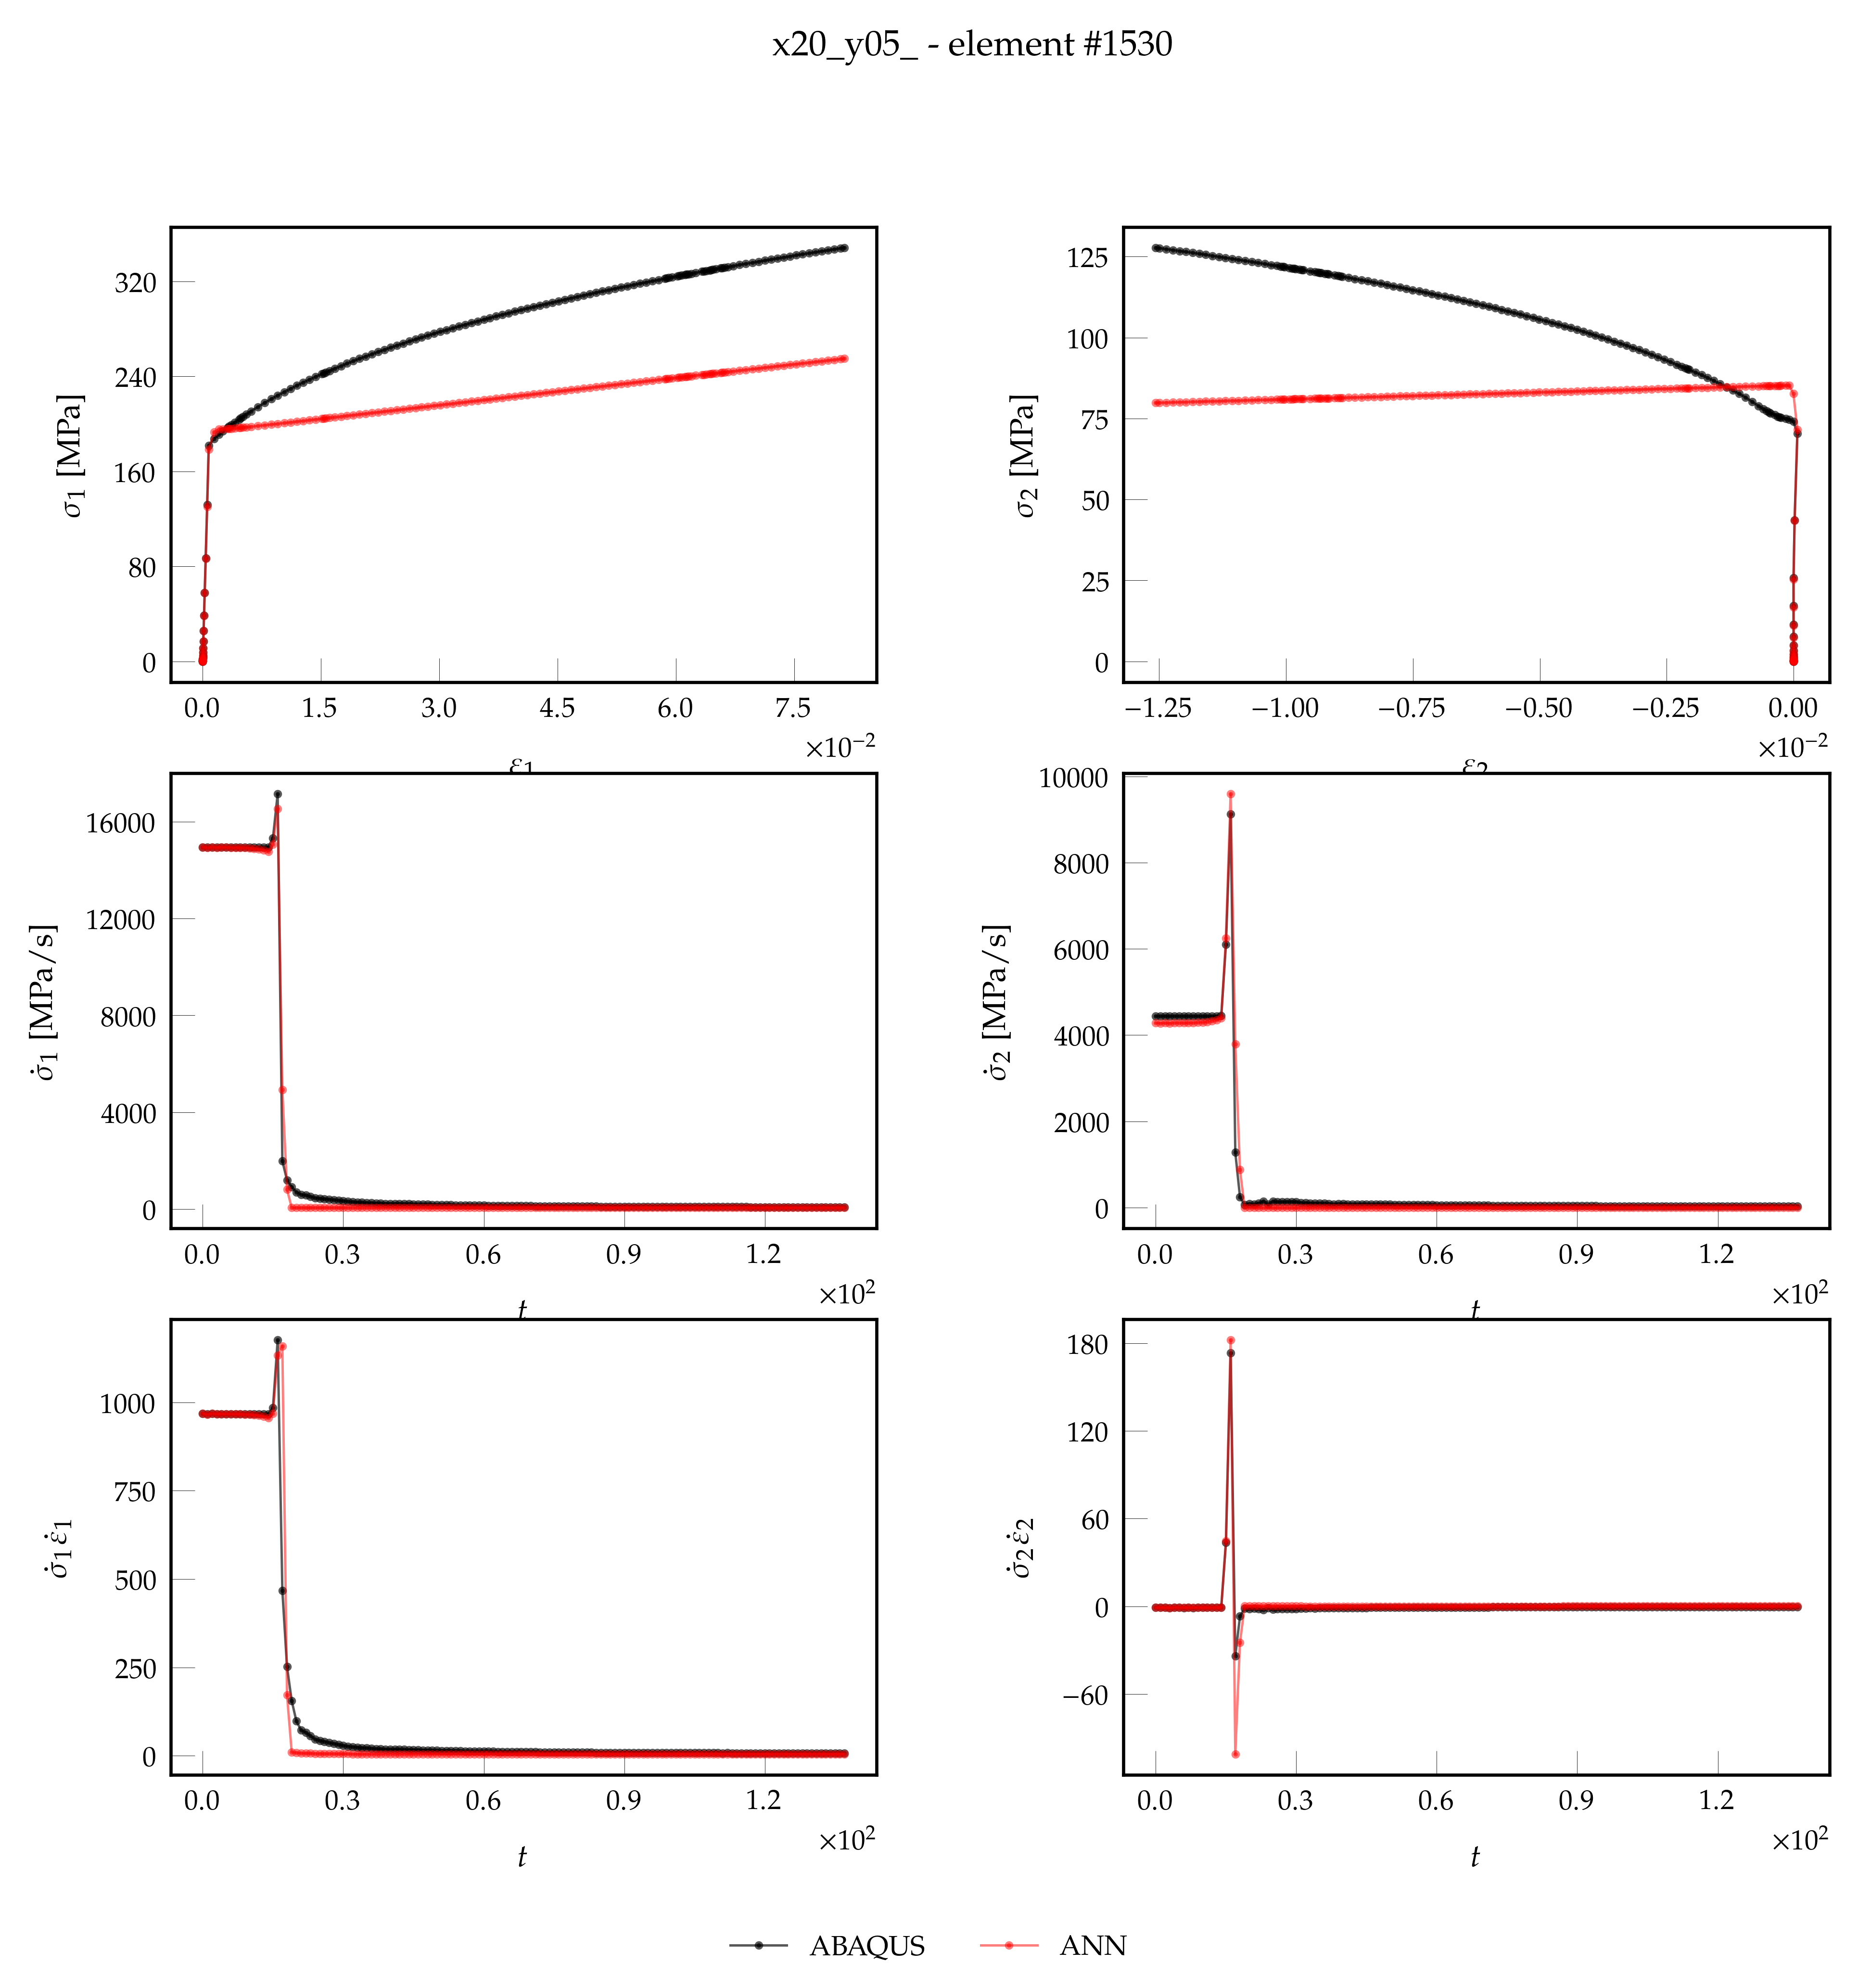 x20_y05_ - element #1530
σ₁ [MPa]
320
240
160
80
0
0.0 1.5 3.0 4.5 6.0 7.5
×10⁻²
ε₁
σ₂ [MPa]
125
100
75
50
25
0
−1.25 −1.00 −0.75 −0.50 −0.25 0.00
×10⁻²
ε₂
σ̇₁ [MPa/s]
16000
12000
8000
4000
0
0.0 0.3 0.6 0.9 1.2
×10²
t
σ̇₂ [MPa/s]
10000
8000
6000
4000
2000
0
0.0 0.3 0.6 0.9 1.2
×10²
t
σ̇₁ε̇₁
1000
750
500
250
0
0.0 0.3 0.6 0.9 1.2
×10²
t
σ̇₂ε̇₂
180
120
60
0
−60
0.0 0.3 0.6 0.9 1.2
×10²
t
ABAQUS
ANN